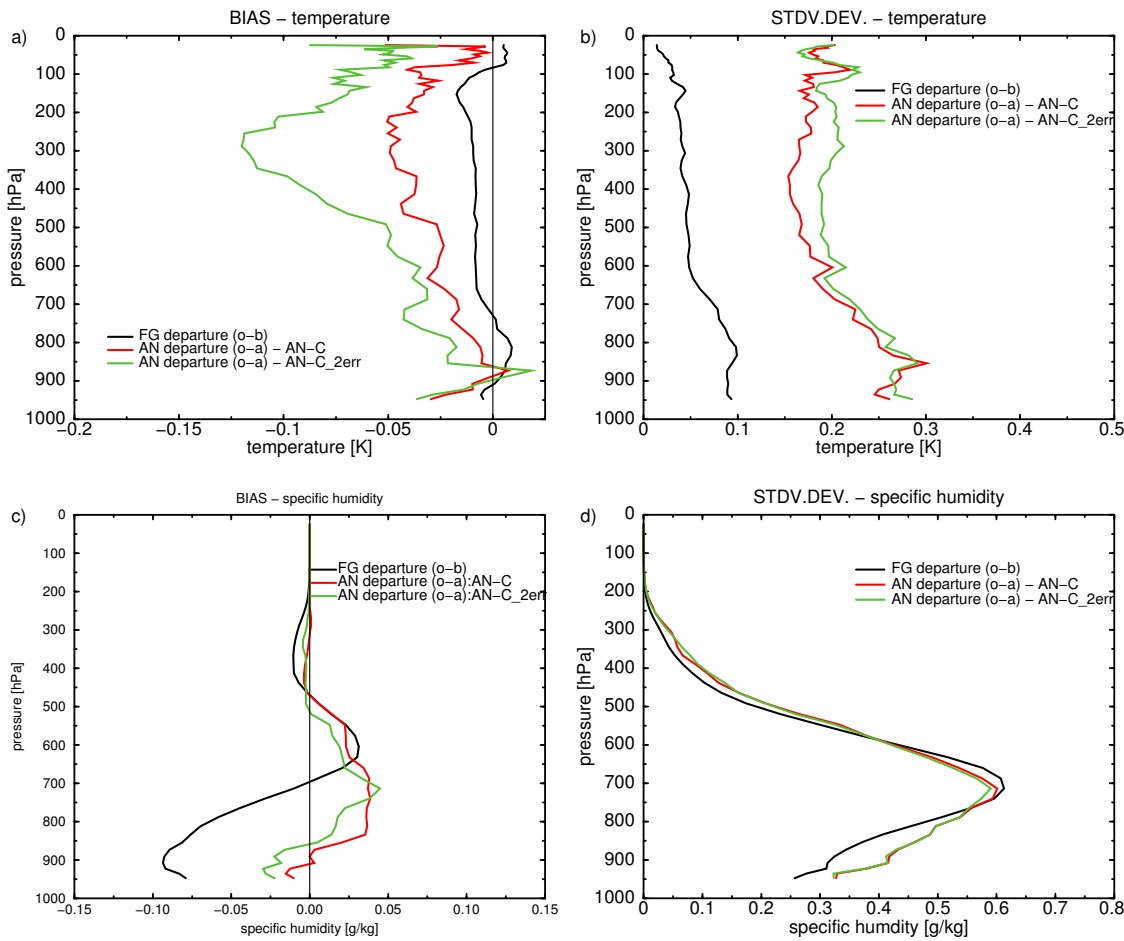 BIAS − temperature
a)
0
100
200
300
400
500
600
700
800
900
1000
pressure [hPa]
FG departure (o−b)
AN departure (o−a) − AN−C
AN departure (o−a) − AN−C_2err
−0.2 −0.15 −0.1 −0.05 0
temperature [K]
STDV.DEV. − temperature
b)
0
100
200
300
400
500
600
700
800
900
1000
pressure [hPa]
FG departure (o−b)
AN departure (o−a) − AN−C
AN departure (o−a) − AN−C_2err
0 0.1 0.2 0.3 0.4 0.5
temperature [K]
BIAS − specific humidity
c)
0
100
200
300
400
500
600
700
800
900
1000
pressure [hPa]
FG departure (o−b)
AN departure (o−a):AN−C
AN departure (o−a):AN−C_2err
−0.15 −0.10 −0.05 0.00 0.05 0.10 0.15
specific humidity [g/kg]
STDV.DEV. − specific humidity
d)
0
100
200
300
400
500
600
700
800
900
1000
pressure [hPa]
FG departure (o−b)
AN departure (o−a) − AN−C
AN departure (o−a) − AN−C_2err
0 0.1 0.2 0.3 0.4 0.5 0.6 0.7 0.8
specific humidity [g/kg]